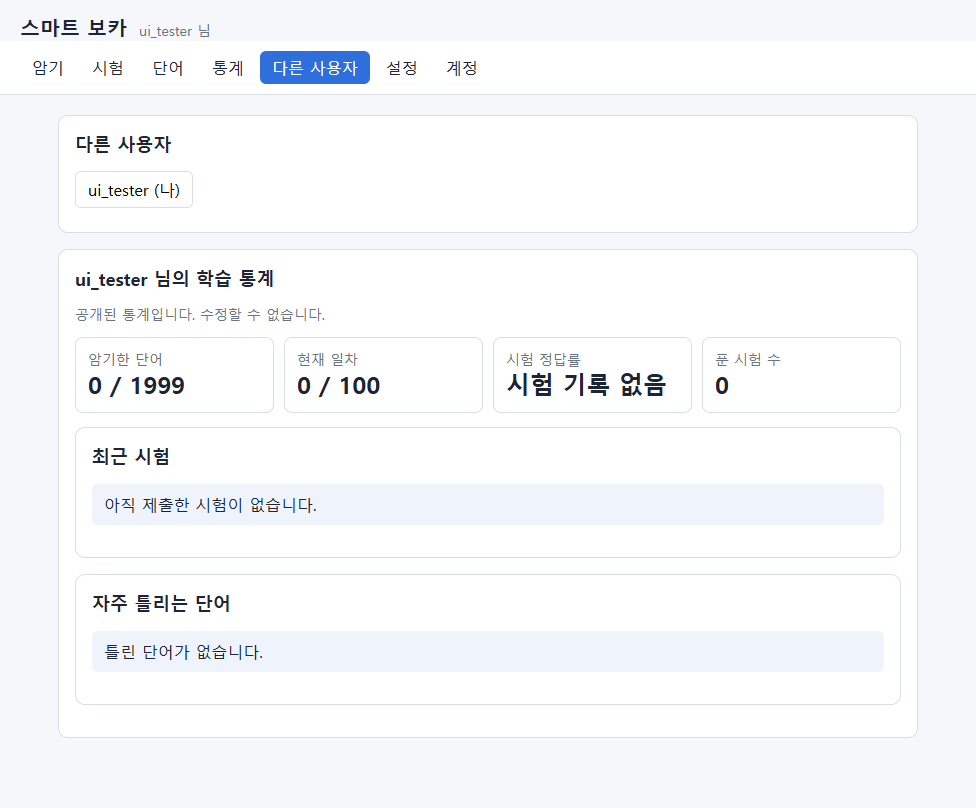 스마트 보카 ui_tester 님
암기 시험 단어 통계 다른 사용자 설정 계정
다른 사용자
ui_tester (나)
ui_tester 님의 학습 통계
공개된 통계입니다. 수정할 수 없습니다.
암기한 단어
0 / 1999
현재 일차
0 / 100
시험 정답률
시험 기록 없음
푼 시험 수
0
최근 시험
아직 제출한 시험이 없습니다.
자주 틀리는 단어
틀린 단어가 없습니다.